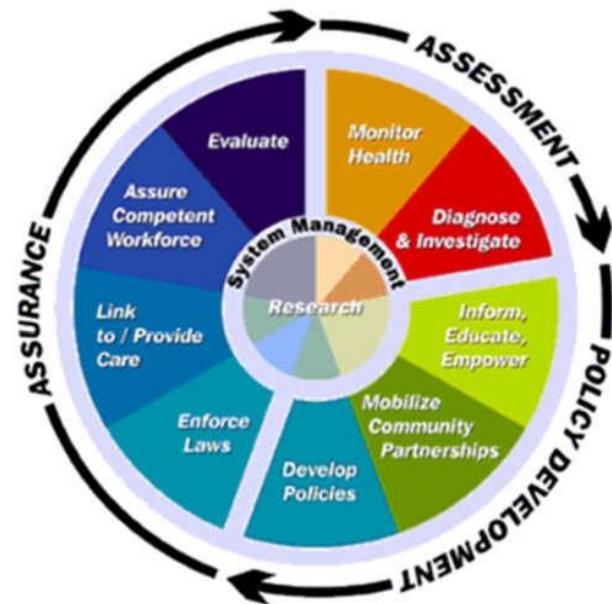 ASSESSMENT
POLICY DEVELOPMENT
ASSURANCE
Monitor
Health
Diagnose
& Investigate
Inform,
Educate,
Empower
Mobilize
Community
Partnerships
Develop
Policies
Enforce
Laws
Link
to / Provide
Care
Assure
Competent
Workforce
Evaluate
System Management
Research